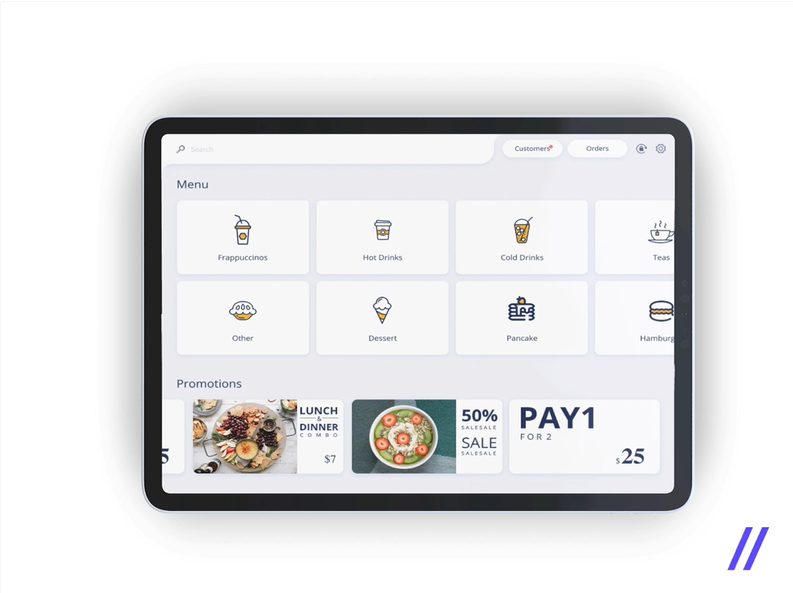 Search
Customers
Orders
Menu
Frappuccinos
Hot Drinks
Cold Drinks
Teas
Other
Dessert
Pancake
Hamburg
Promotions
5
LUNCH
&
DINNER
COMBO
$7
50%
SALESALE
SALE
SALESALE
PAY1
FOR 2
$25